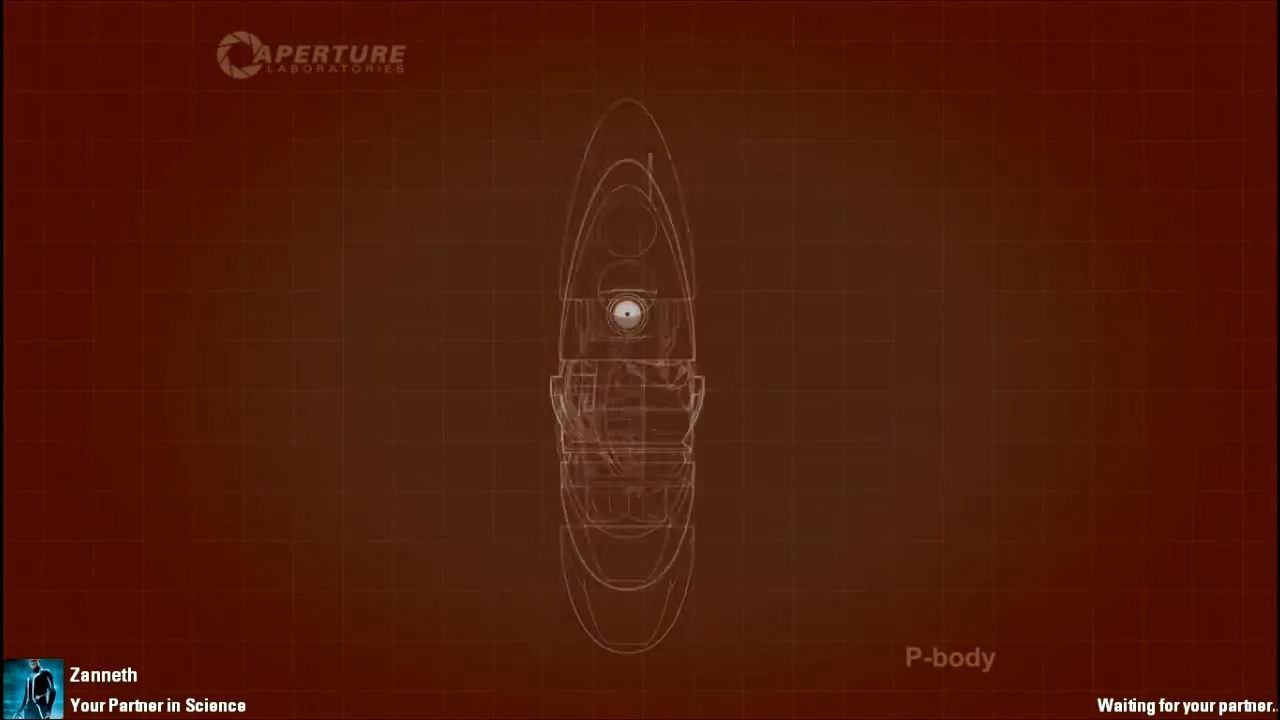 APERTURE
LABORATORIES
P-body
Zanneth
Your Partner in Science
Waiting for your partner..